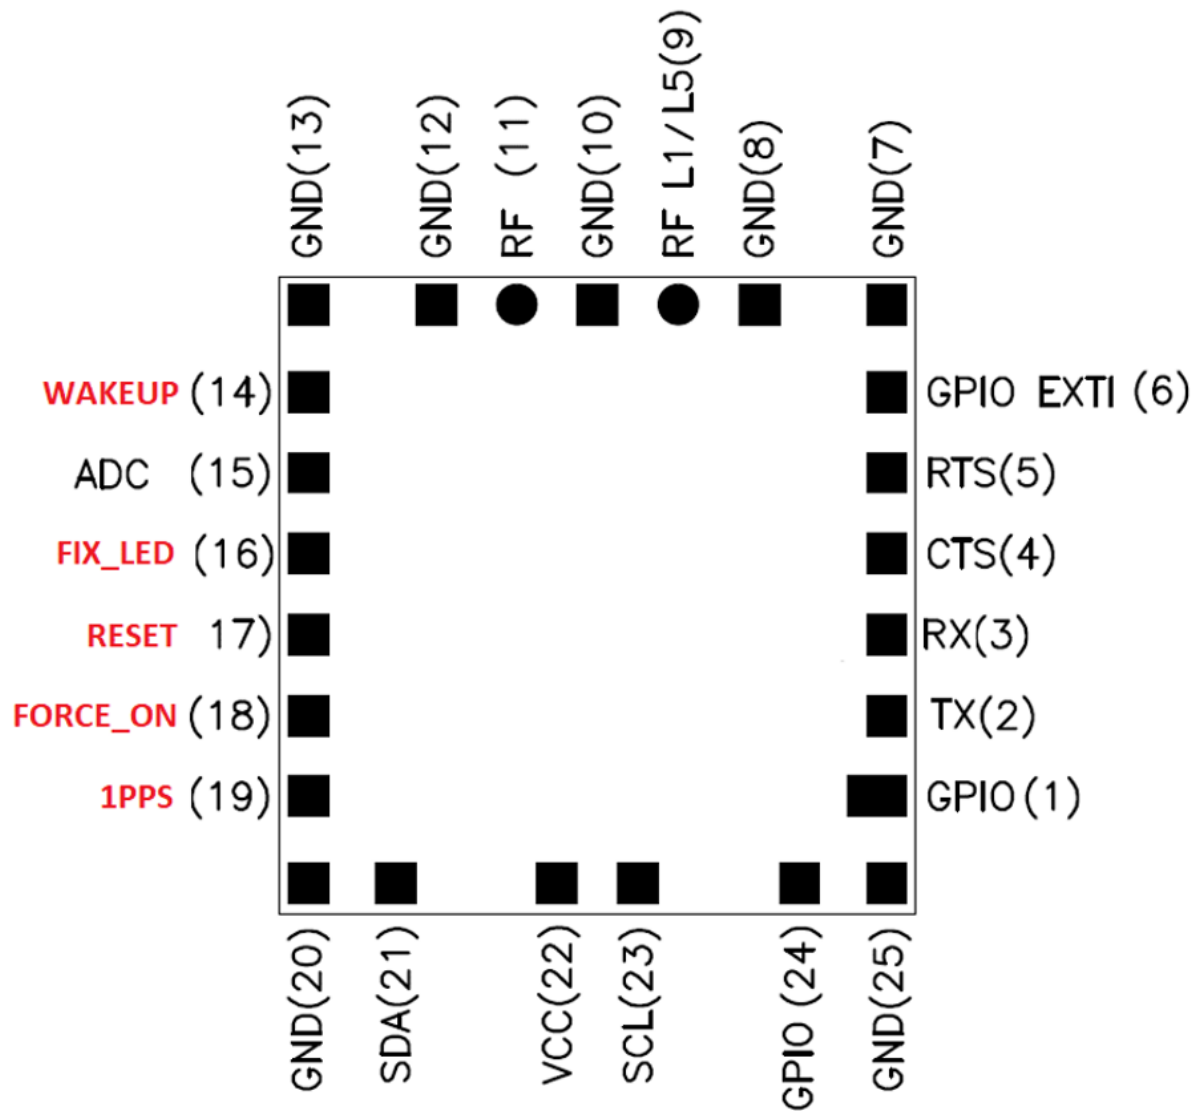 GND(13)
GND(12)
RF (11)
GND(10)
RF L1/L5(9)
GND(8)
GND(7)
WAKEUP (14)
GPIO EXTI (6)
ADC (15)
RTS(5)
FIX_LED (16)
CTS(4)
RESET 17)
RX(3)
FORCE_ON (18)
TX(2)
1PPS (19)
GPIO(1)
GND(20)
SDA(21)
VCC(22)
SCL(23)
GPIO (24)
GND(25)